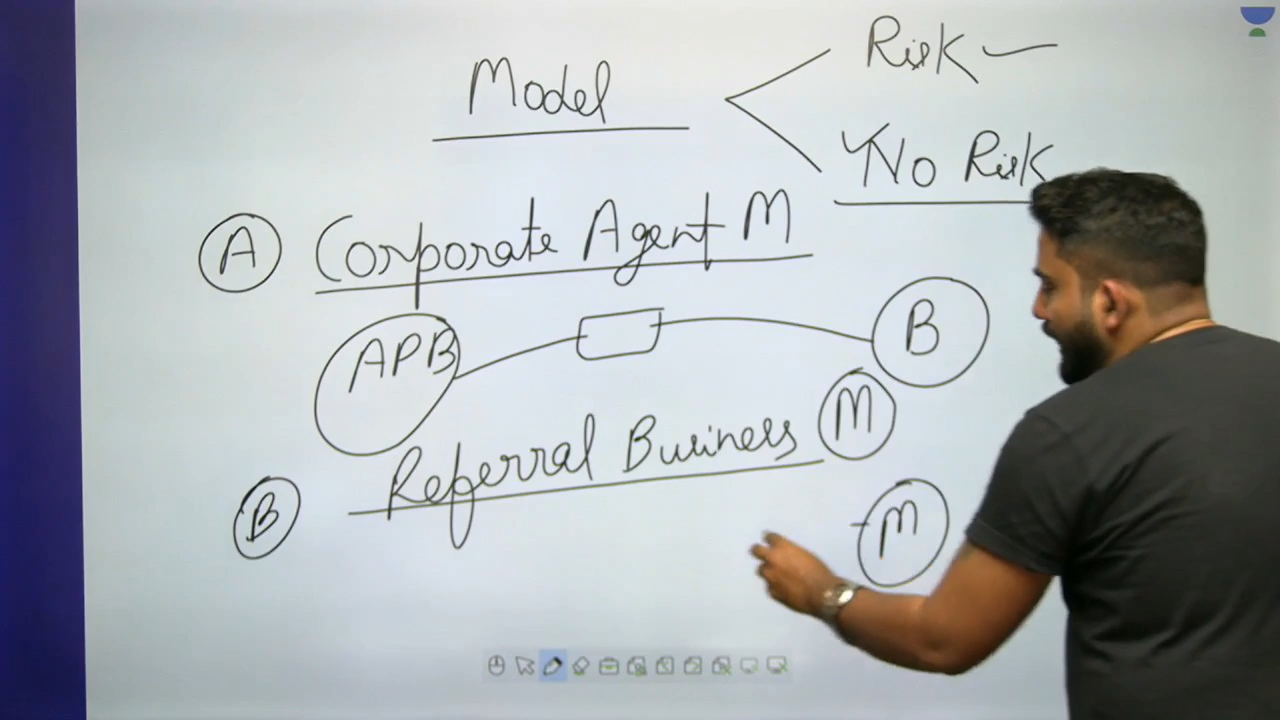 Model
Risk
No Risk
A Corporate Agent M
APB B
Referral Business M
B
M